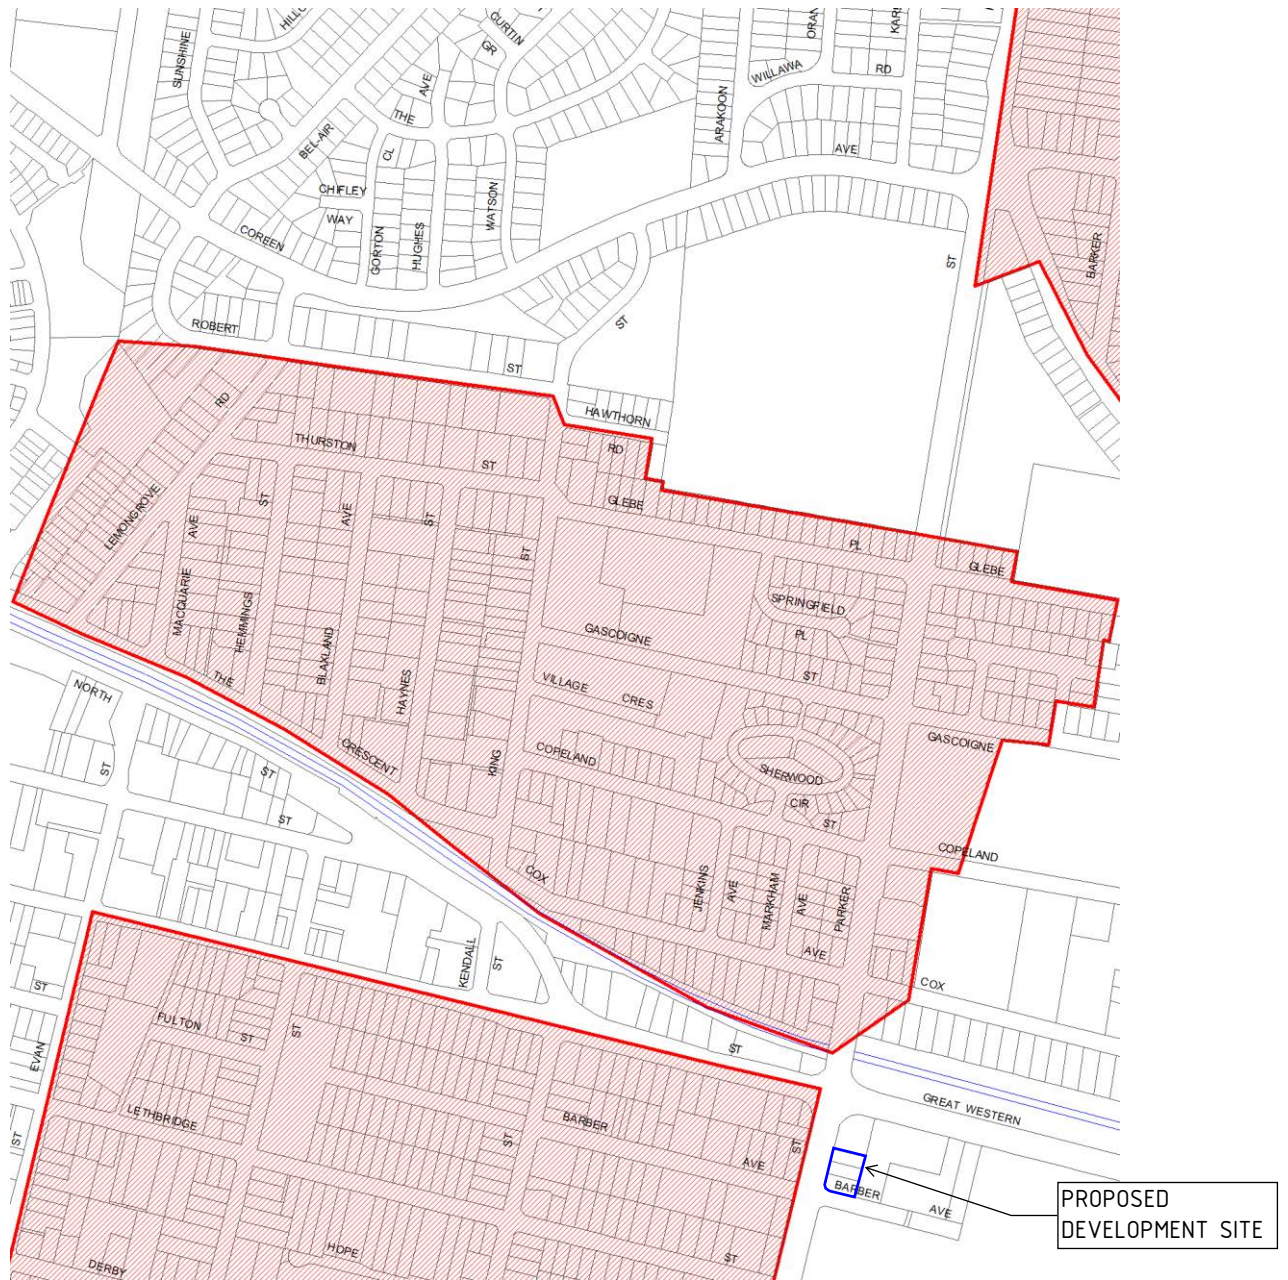 SUNSHINE
CURTIN
GR
AVE
THE
BEL-AIR
CL
CHIFLEY
WAY
COREEN
GORTON
HUGHES
WATSON
ARAKOON
WILLAWA
RD
AVE
ST
BARKER
ROBERT
ST
ST
HAWTHORN
RD
RD
THURSTON
ST
GLEBE
PL
GLEBE
LEMONGROVE
AVE
ST
AVE
ST
ST
MACQUARIE
HEMMINGS
BLAXLAND
HAYNES
KING
THE
CRESCENT
SPRINGFIELD
PL
GASCOIGNE
ST
VILLAGE
CRES
COPELAND
SHERWOOD
CIR
ST
GASCOIGNE
COPELAND
NORTH
ST
ST
ST
COX
JENKINS
AVE
MARKHAM
AVE
PARKER
AVE
COX
KENDALL
ST
ST
ST
EVAN
ST
FULTON
ST
ST
LETHBRIDGE
BARBER
ST
AVE
ST
HOPE
ST
DERBY
GREAT WESTERN
BARBER
AVE
PROPOSED
DEVELOPMENT SITE